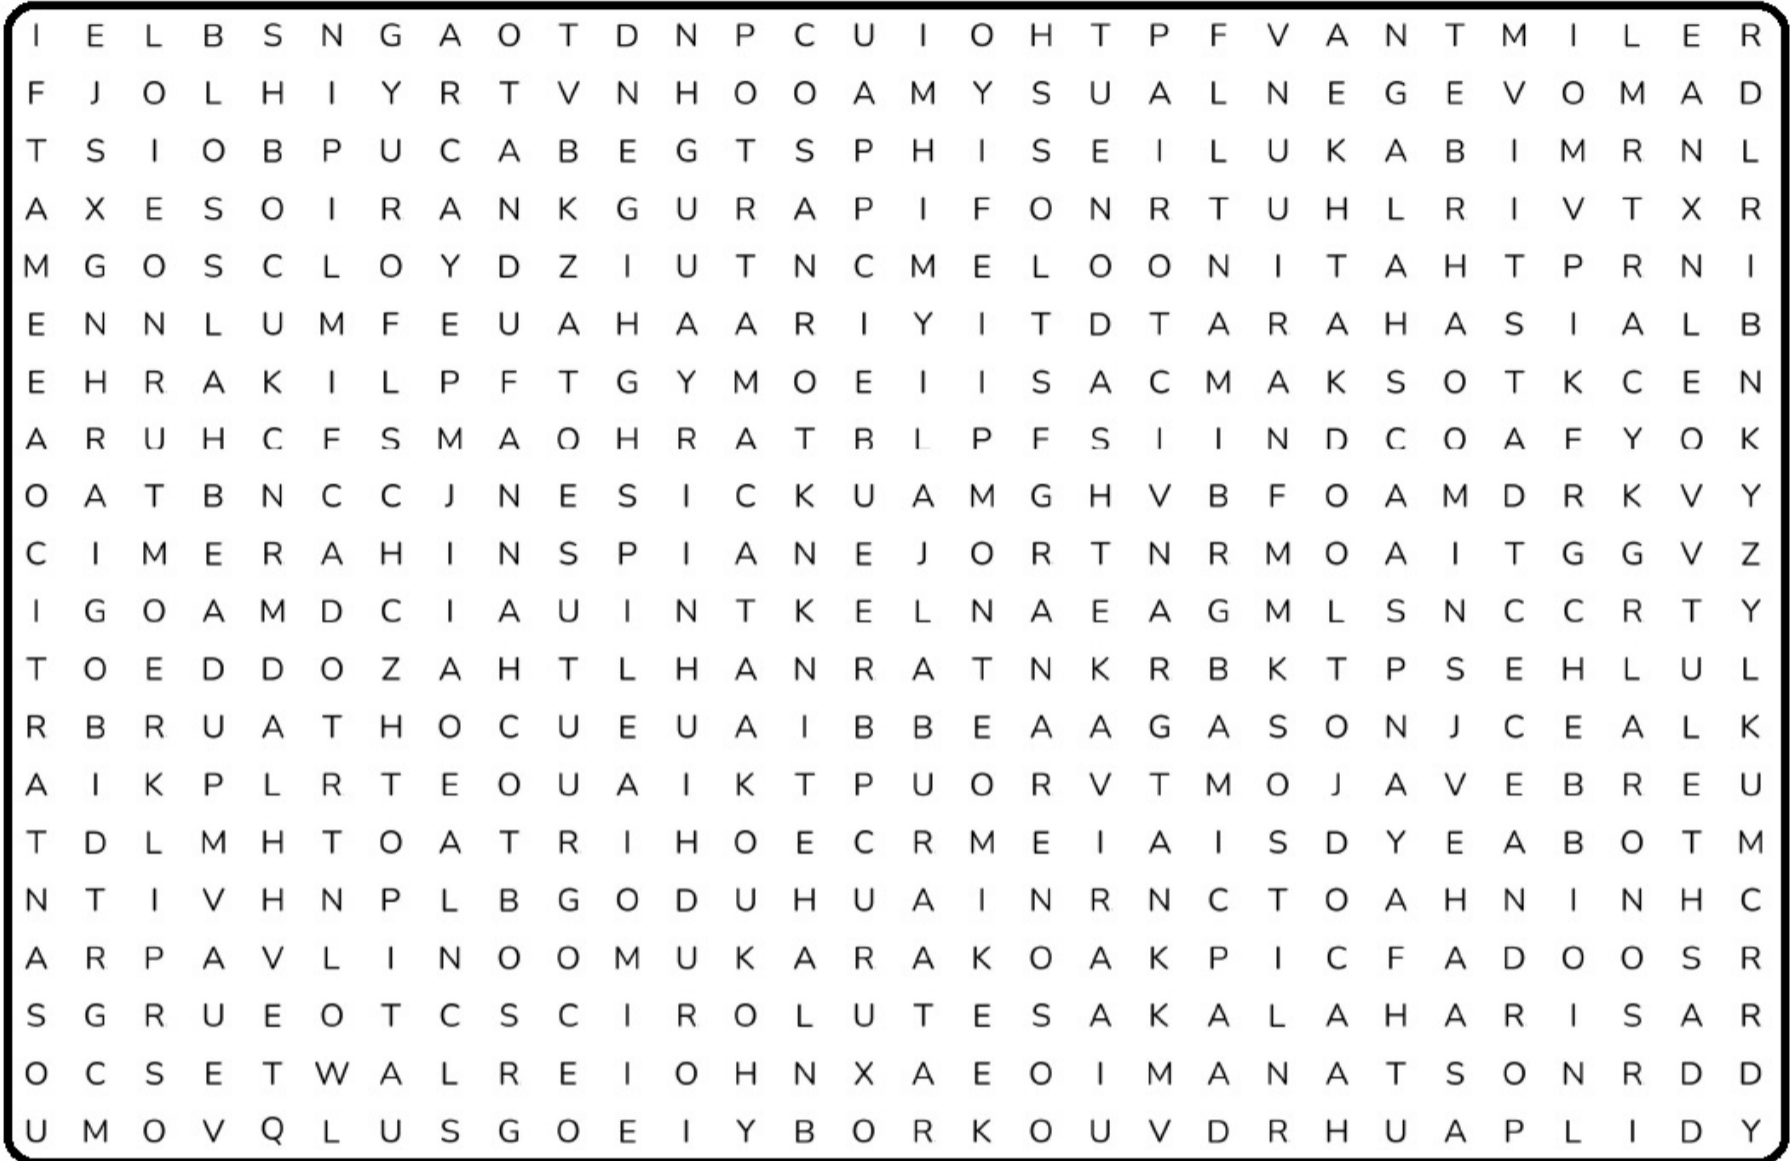 I E L B S N G A O T D N P C U I O H T P F V A N T M I L E R
F J O L H I Y R T V N H O O A M Y S U A L N E G E V O M A D
T S I O B P U C A B E G T S P H I S E I L U K A B I M R N L
A X E S O I R A N K G U R A P I F O N R T U H L R I V T X R
M G O S C L O Y D Z I U T N C M E L O O N I T A H T P R N I
E N N L U M F E U A H A A R I Y I T D T A R A H A S I A L B
E H R A K I L P F T G Y M O E I I S A C M A K S O T K C E N
A R U H C F S M A O H R A T B L P F S I I N D C O A F Y O K
O A T B N C C J N E S I C K U A M G H V B F O A M D R K V Y
C I M E R A H I N S P I A N E J O R T N R M O A I T G G V Z
I G O A M D C I A U I N T K E L N A E A G M L S N C C R T Y
T O E D D O Z A H T L H A N R A T N K R B K T P S E H L U L
R B R U A T H O C U E U A I B B E A A G A S O N J C E A L K
A I K P L R T E O U A I K T P U O R V T M O J A V E B R E U
T D L M H T O A T R I H O E C R M E I A I S D Y E A B O T M
N T I V H N P L B G O D U H U A I N R N C T O A H N I N H C
A R P A V L I N O O M U K A R A K O A K P I C F A D O O S R
S G R U E O T C S C I R O L U T E S A K A L A H A R I S A R
O C S E T W A L R E I O H N X A E O I M A N A T S O N R D D
U M O V Q L U S G O E I Y B O R K O U V D R H U A P L I D Y